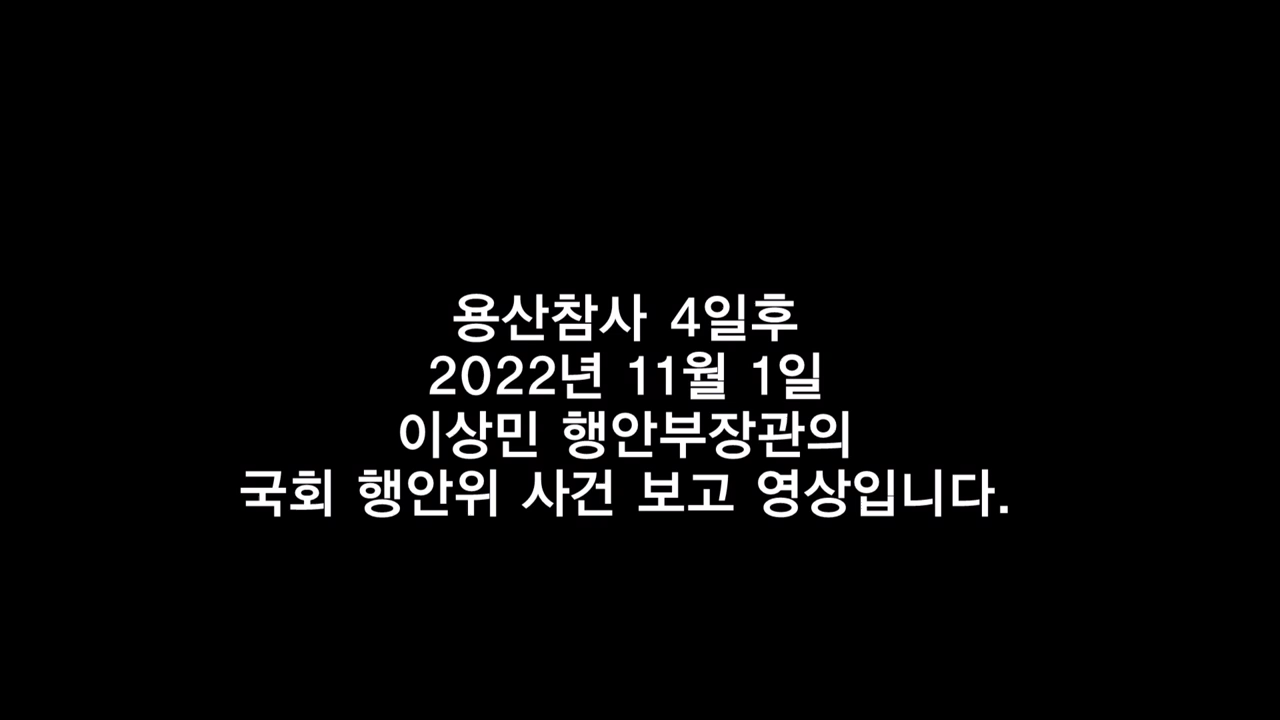 용산참사 4일후
2022년 11월 1일
이상민 행안부장관의
국회 행안위 사건 보고 영상입니다.